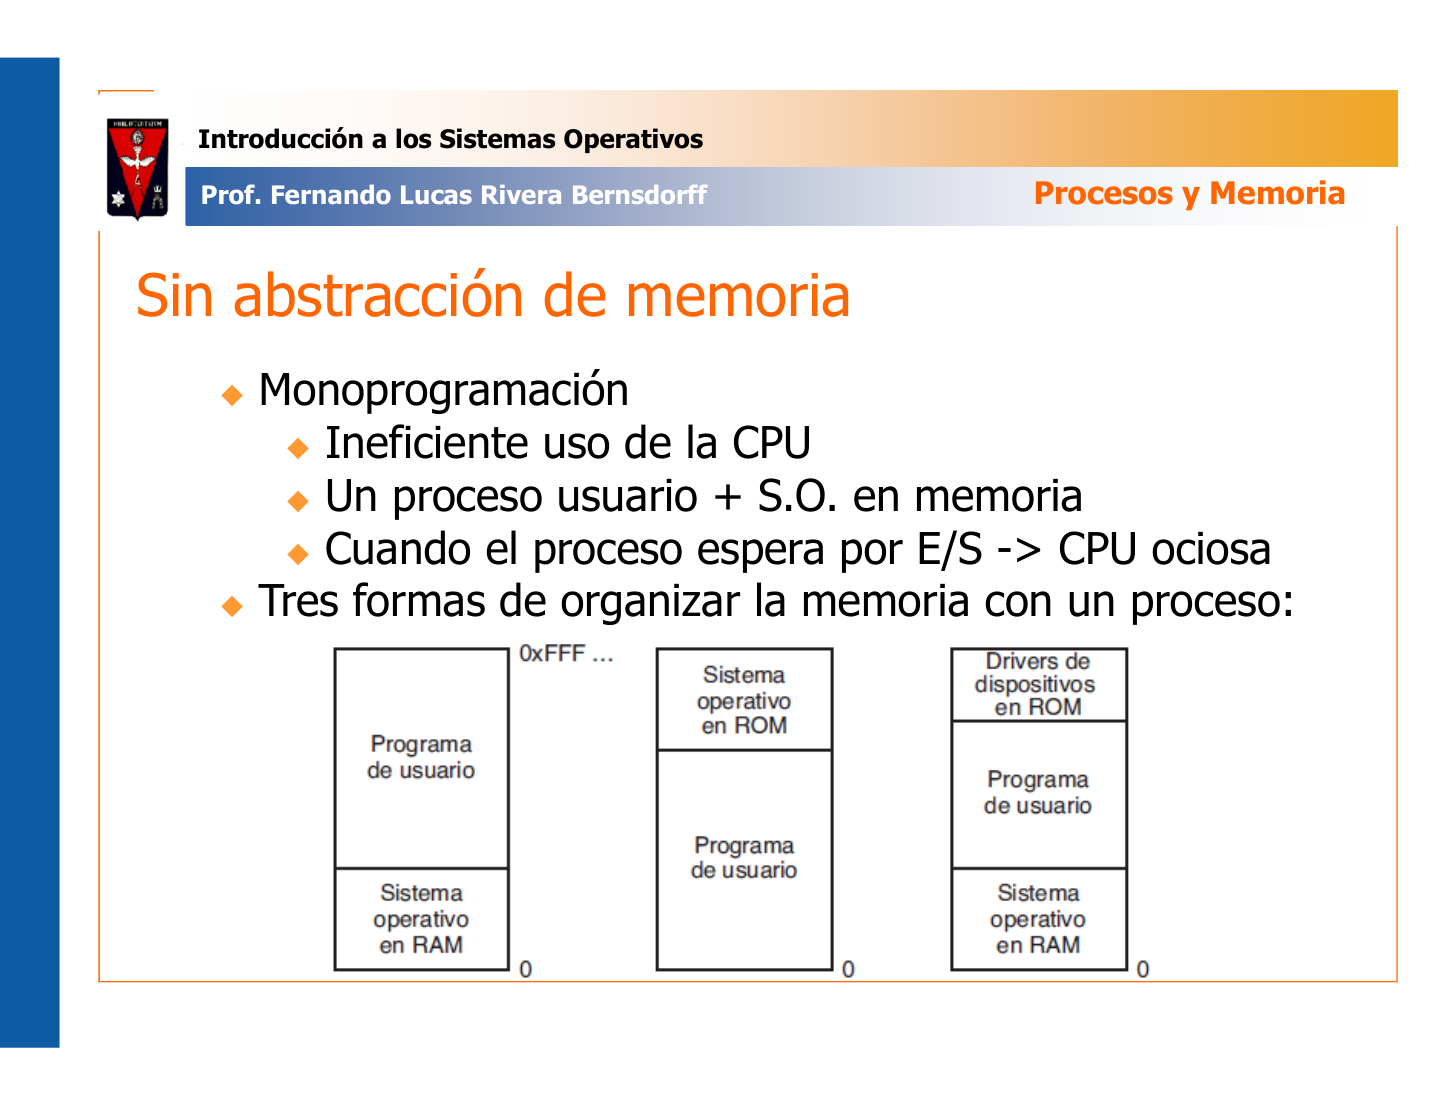 Introducción a los Sistemas Operativos
Prof. Fernando Lucas Rivera Bernsdorff
Procesos y Memoria
Sin abstracción de memoria
Monoprogramación
Ineficiente uso de la CPU
Un proceso usuario + S.O. en memoria
Cuando el proceso espera por E/S -> CPU ociosa
Tres formas de organizar la memoria con un proceso:
0xFFF ...
Programa
de usuario
Sistema
operativo
en RAM
0
Sistema
operativo
en ROM
Programa
de usuario
0
Drivers de
dispositivos
en ROM
Programa
de usuario
Sistema
operativo
en RAM
0